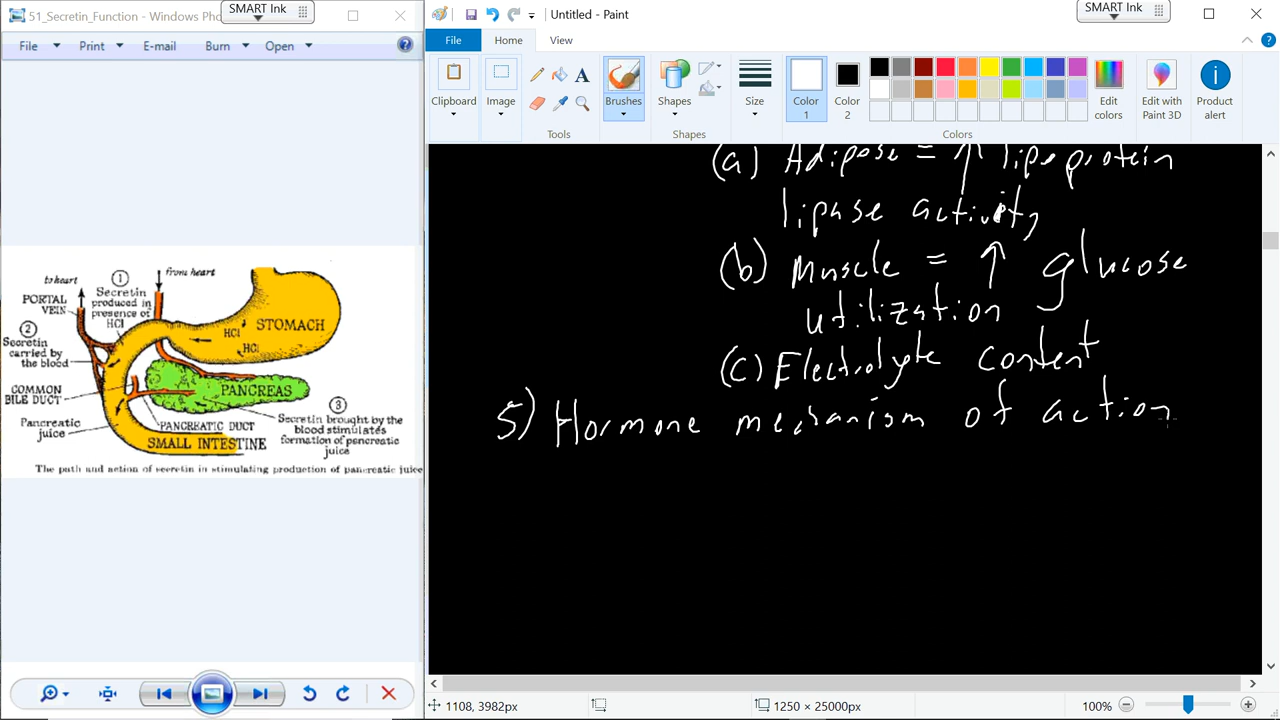 51_Secretin_Function - Windows Pho
SMART Ink
File Print E-mail Burn Open
to heart
from heart
PORTAL VEIN
① Secretin produced in presence of HCl
② Secretin carried by the blood
HCl
HCl
STOMACH
COMMON BILE DUCT
PANCREAS
Pancreatic juice
PANCREATIC DUCT
SMALL INTESTINE
③ Secretin brought by the blood stimulates formation of pancreatic juice
The path and action of secretin in stimulating production of pancreatic juice
Untitled - Paint
SMART Ink
File Home View
Clipboard
Image
Tools
Brushes
Shapes
Shapes
Size
Color 1
Color 2
Colors
Edit colors
Edit with Paint 3D
Product alert
(a) Adipose = ↑ lipoprotein
lipase activity
(b) Muscle = ↑ glucose
utilization
(c) Electrolyte content
5) Hormone mechanism of action
1108, 3982px
1250 × 25000px
100%